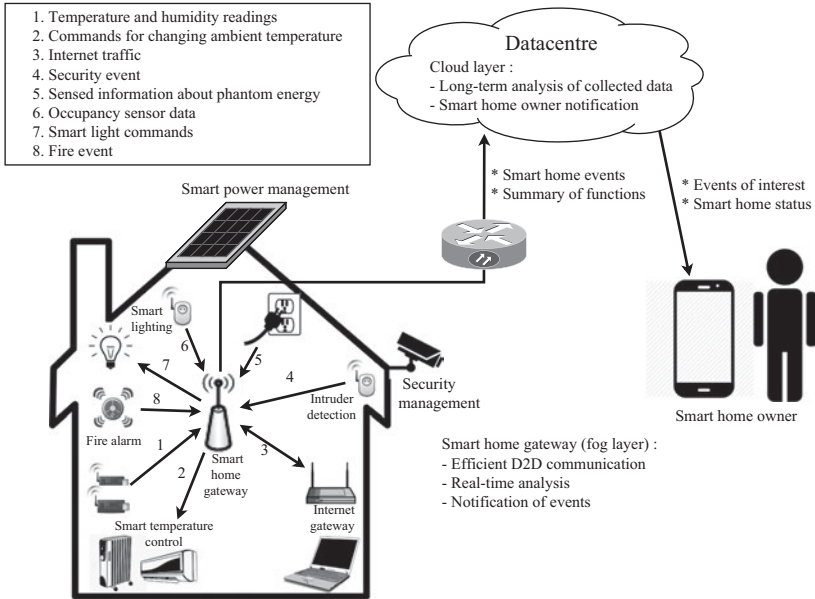 1. Temperature and humidity readings
2. Commands for changing ambient temperature
3. Internet traffic
4. Security event
5. Sensed information about phantom energy
6. Occupancy sensor data
7. Smart light commands
8. Fire event
Datacentre
Cloud layer :
- Long-term analysis of collected data
- Smart home owner notification
* Smart home events
* Summary of functions
* Events of interest
* Smart home status
Smart power management
Smart
lighting
6
5
7
4
8
1
2
3
Fire alarm
Intruder
detection
Security
management
Smart
home
gateway
Internet
gateway
Smart temperature
control
Smart home owner
Smart home gateway (fog layer) :
- Efficient D2D communication
- Real-time analysis
- Notification of events